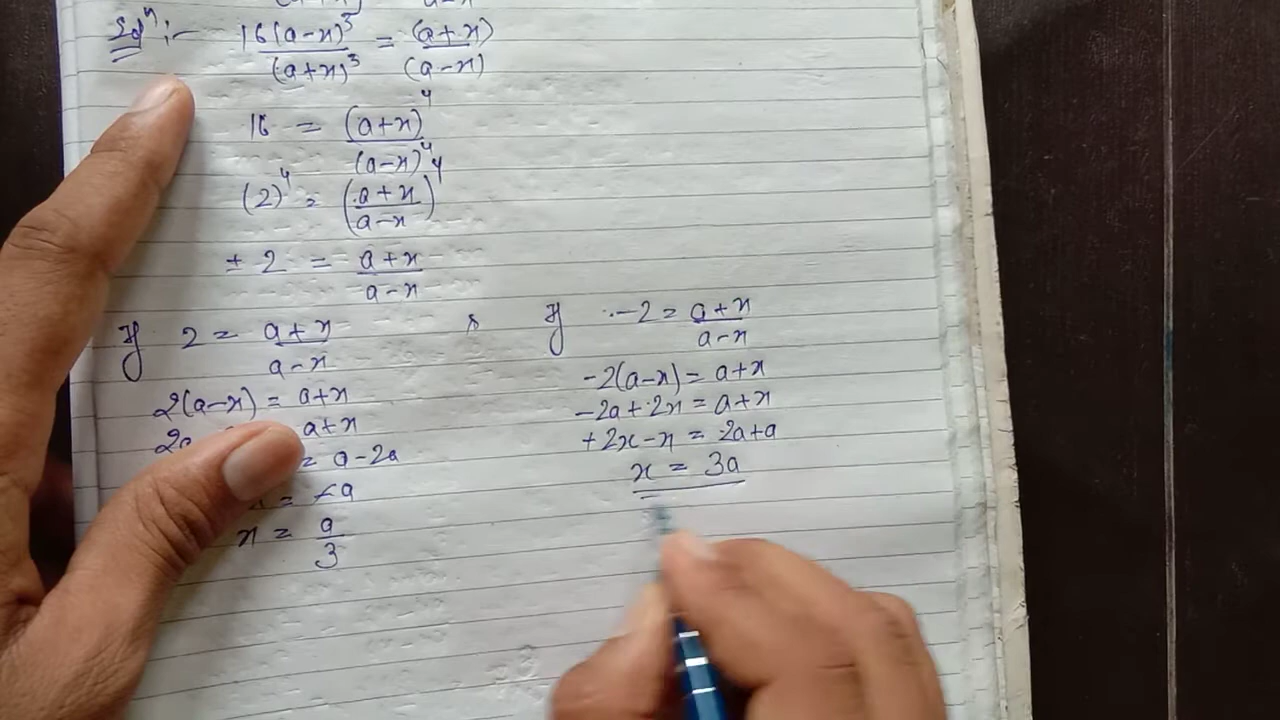 Solⁿ :- 16(a-x)³/(a+x)³ = (a+x)/(a-x)
16 = (a+x)⁴/(a-x)⁴
(2)⁴ = ((a+x)/(a-x))⁴
± 2 = (a+x)/(a-x)
If 2 = (a+x)/(a-x)
2(a-x) = a+x
2a a+x
= a-2a
= -a
x = a/3
If -2 = (a+x)/(a-x)
-2(a-x) = a+x
-2a+2x = a+x
+2x-x = 2a+a
x = 3a